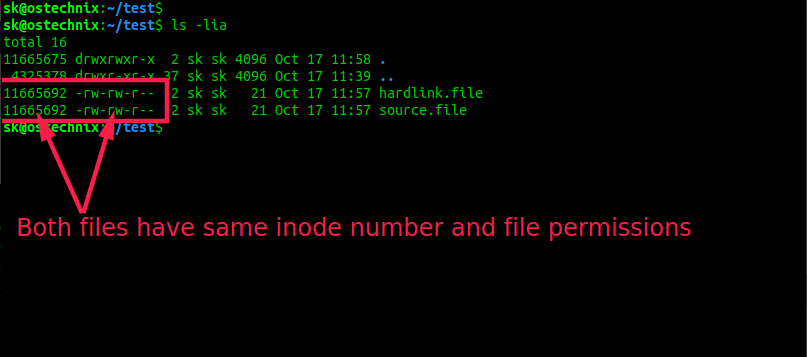 sk@ostechnix:~/test$
sk@ostechnix:~/test$ ls -lia
total 16
11665675 drwxrwxr-x  2 sk sk 4096 Oct 17 11:58 .
 4325378 drwxr-xr-x 37 sk sk 4096 Oct 17 11:39 ..
11665692 -rw-rw-r--  2 sk sk   21 Oct 17 11:57 hardlink.file
11665692 -rw-rw-r--  2 sk sk   21 Oct 17 11:57 source.file
sk@ostechnix:~/test$
Both files have same inode number and file permissions